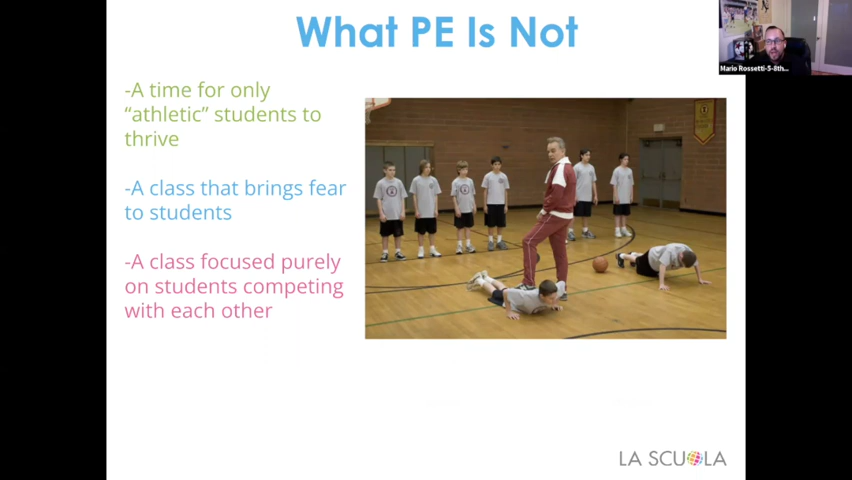 What PE Is Not
-A time for only
“athletic” students to
thrive
-A class that brings fear
to students
-A class focused purely
on students competing
with each other
Mario Rossetti-5-8th...
LA SCUOLA